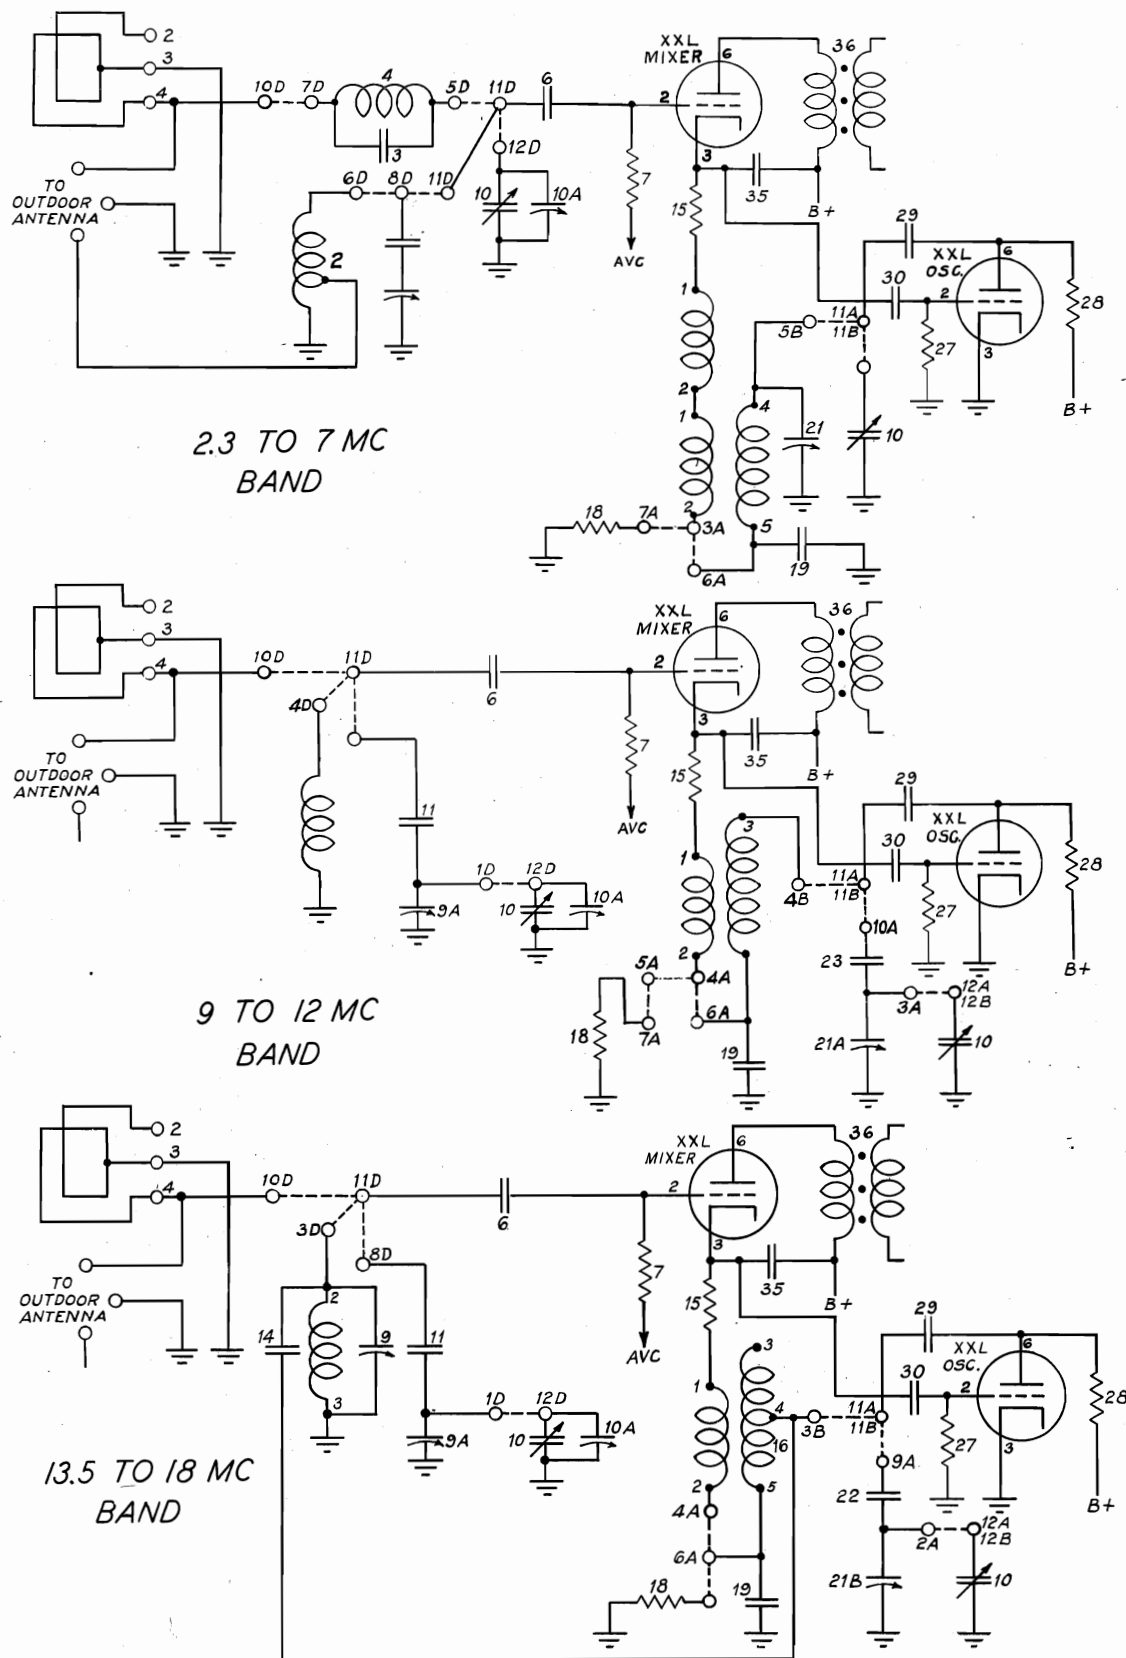 2
3
4
10D
7D
4
3
5D
11D
6
12D
10
10A
6D
8D
11D
2
TO
OUTDOOR
ANTENNA
XXL
MIXER
6
2
3
36
7
AVC
15
35
B+
29
XXL
OSC.
6
30
2
3
27
28
B+
1
2
1
2
5B
11A
11B
4
21
10
5
18
7A
3A
6A
19
2.3 TO 7 MC
BAND
2
3
4
10D
11D
4D
6
11
1D
12D
9A
10
10A
TO
OUTDOOR
ANTENNA
XXL
MIXER
6
2
3
36
7
AVC
15
35
B+
29
XXL
OSC.
6
30
2
3
27
28
B+
1
2
3
4B
11A
11B
10A
23
3A
12A
12B
21A
10
5A
4A
7A
6A
18
19
9 TO 12 MC
BAND
2
3
4
10D
11D
3D
8D
6
2
3
14
9
11
1D
12D
9A
10
10A
TO
OUTDOOR
ANTENNA
XXL
MIXER
6
2
3
36
7
AVC
15
35
B+
29
XXL
OSC.
6
30
2
3
27
28
B+
1
2
3
4
16
5
3B
11A
11B
9A
22
2A
12A
12B
21B
10
4A
6A
18
19
13.5 TO 18 MC
BAND